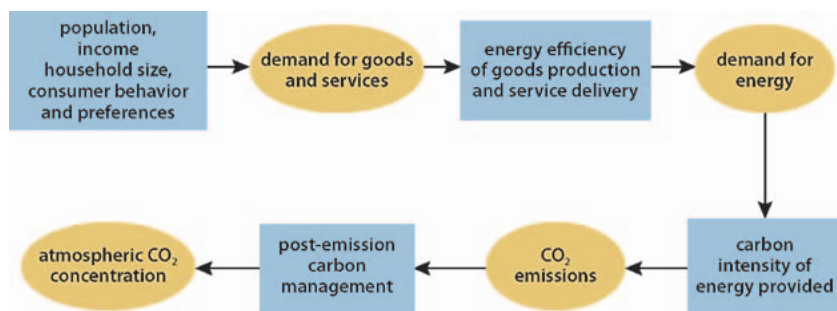 population,
income
household size,
consumer behavior
and preferences
demand for goods
and services
energy efficiency
of goods production
and service delivery
demand for
energy
carbon
intensity of
energy provided
CO₂
emissions
post-emission
carbon
management
atmospheric CO₂
concentration